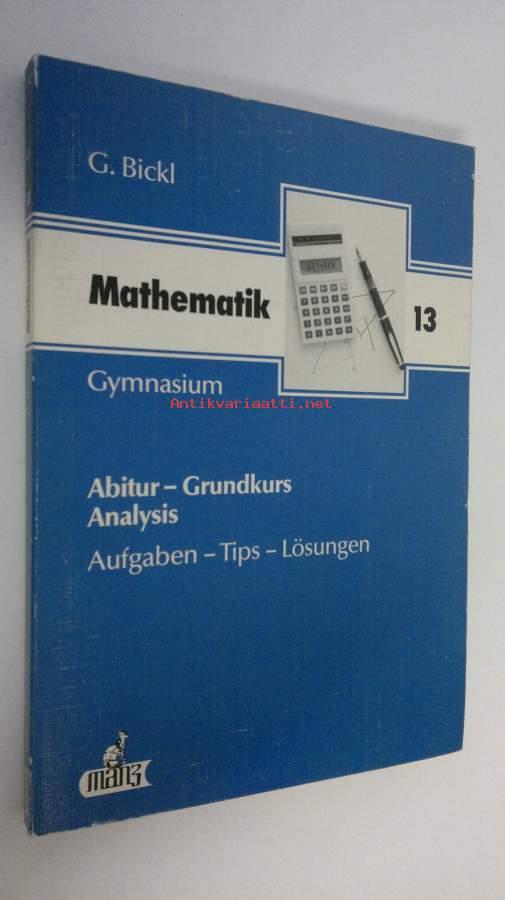 G. Bickl
Mathematik
13
Gymnasium
Antikvariaatti.net
Abitur – Grundkurs
Analysis
Aufgaben – Tips – Lösungen
manz